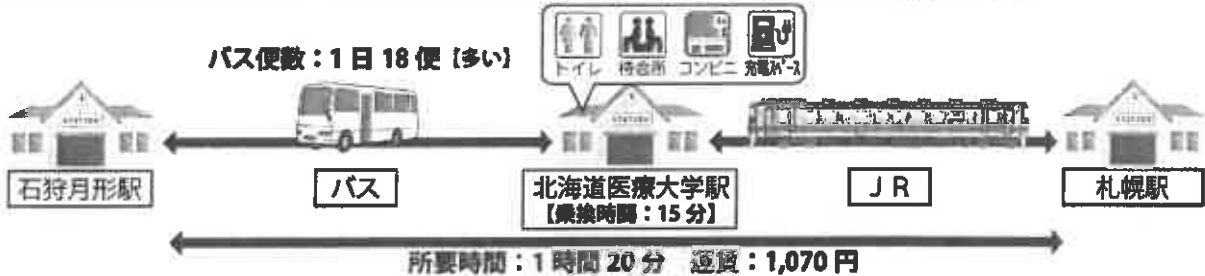 バス便数：1日18便【多い】
トイレ 待合所 コンビニ 充電スペース
石狩月形駅
バス
北海道医療大学駅
【乗換時間：15分】
ＪＲ
札幌駅
所要時間：1時間20分 運賃：1,070円